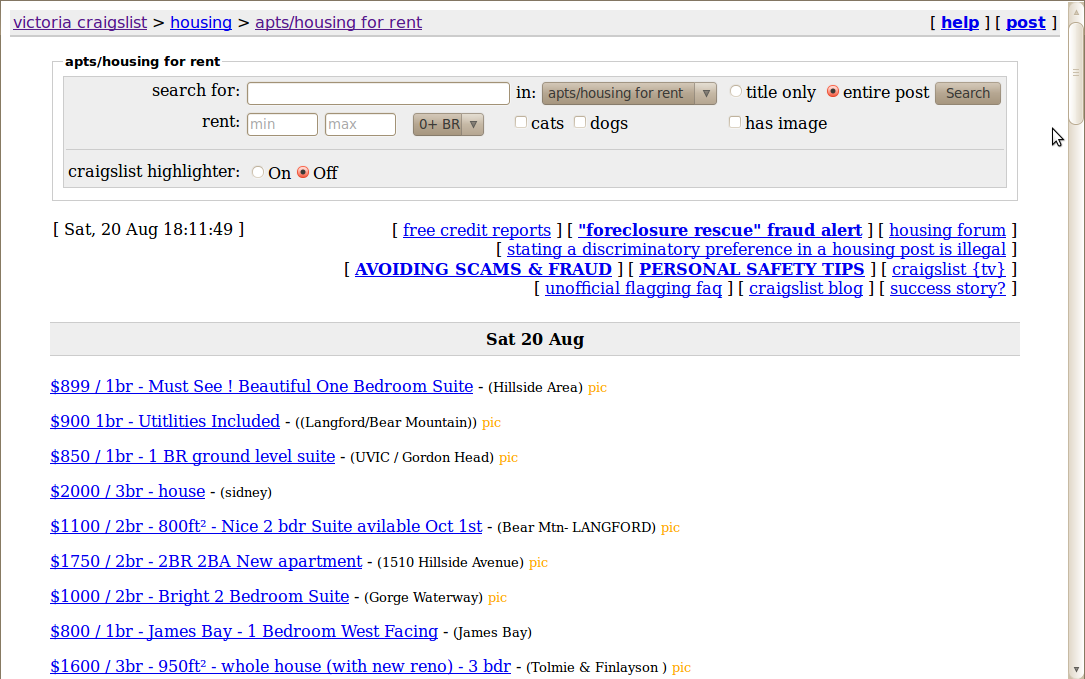 victoria craigslist > housing > apts/housing for rent [ help ] [ post ]
apts/housing for rent
search for: in: apts/housing for rent title only entire post Search
rent: min max 0+ BR cats dogs has image
craigslist highlighter: On Off
[ Sat, 20 Aug 18:11:49 ] [ free credit reports ] [ "foreclosure rescue" fraud alert ] [ housing forum ]
[ stating a discriminatory preference in a housing post is illegal ]
[ AVOIDING SCAMS & FRAUD ] [ PERSONAL SAFETY TIPS ] [ craigslist {tv} ]
[ unofficial flagging faq ] [ craigslist blog ] [ success story? ]
Sat 20 Aug
$899 / 1br - Must See ! Beautiful One Bedroom Suite - (Hillside Area) pic
$900 1br - Utitlities Included - ((Langford/Bear Mountain)) pic
$850 / 1br - 1 BR ground level suite - (UVIC / Gordon Head) pic
$2000 / 3br - house - (sidney)
$1100 / 2br - 800ft² - Nice 2 bdr Suite avilable Oct 1st - (Bear Mtn- LANGFORD) pic
$1750 / 2br - 2BR 2BA New apartment - (1510 Hillside Avenue) pic
$1000 / 2br - Bright 2 Bedroom Suite - (Gorge Waterway) pic
$800 / 1br - James Bay - 1 Bedroom West Facing - (James Bay)
$1600 / 3br - 950ft² - whole house (with new reno) - 3 bdr - (Tolmie & Finlayson ) pic